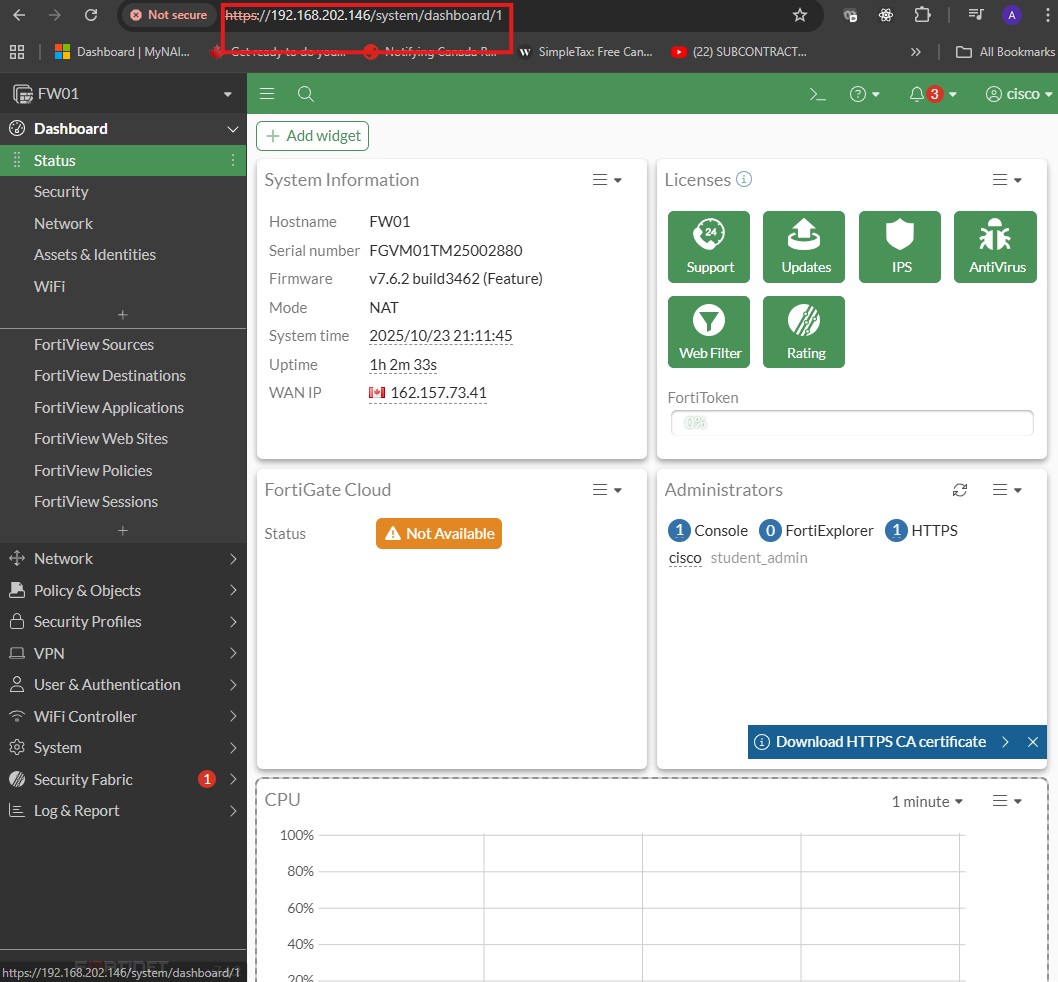 Not secure
https://192.168.202.146/system/dashboard/1
A
Dashboard | MyNAI...
Get ready to do you...
Notifying Canada R...
W
SimpleTax: Free Can...
(22) SUBCONTRACT...
»
All Bookmarks
FW01
Dashboard
Status
Security
Network
Assets & Identities
WiFi
+
FortiView Sources
FortiView Destinations
FortiView Applications
FortiView Web Sites
FortiView Policies
FortiView Sessions
+
Network
Policy & Objects
Security Profiles
VPN
User & Authentication
WiFi Controller
System
Security Fabric 1
Log & Report
https://192.168.202.146/system/dashboard/1
>_
?
3
cisco
+ Add widget
System Information
Hostname FW01
Serial number FGVM01TM25002880
Firmware v7.6.2 build3462 (Feature)
Mode NAT
System time 2025/10/23 21:11:45
Uptime 1h 2m 33s
WAN IP 162.157.73.41
Licenses
24
Support
Updates
IPS
AntiVirus
Web Filter
Rating
FortiToken
0%
FortiGate Cloud
Status Not Available
Administrators
1 Console 0 FortiExplorer 1 HTTPS
cisco student_admin
Download HTTPS CA certificate
CPU
1 minute
100%
80%
60%
40%
20%